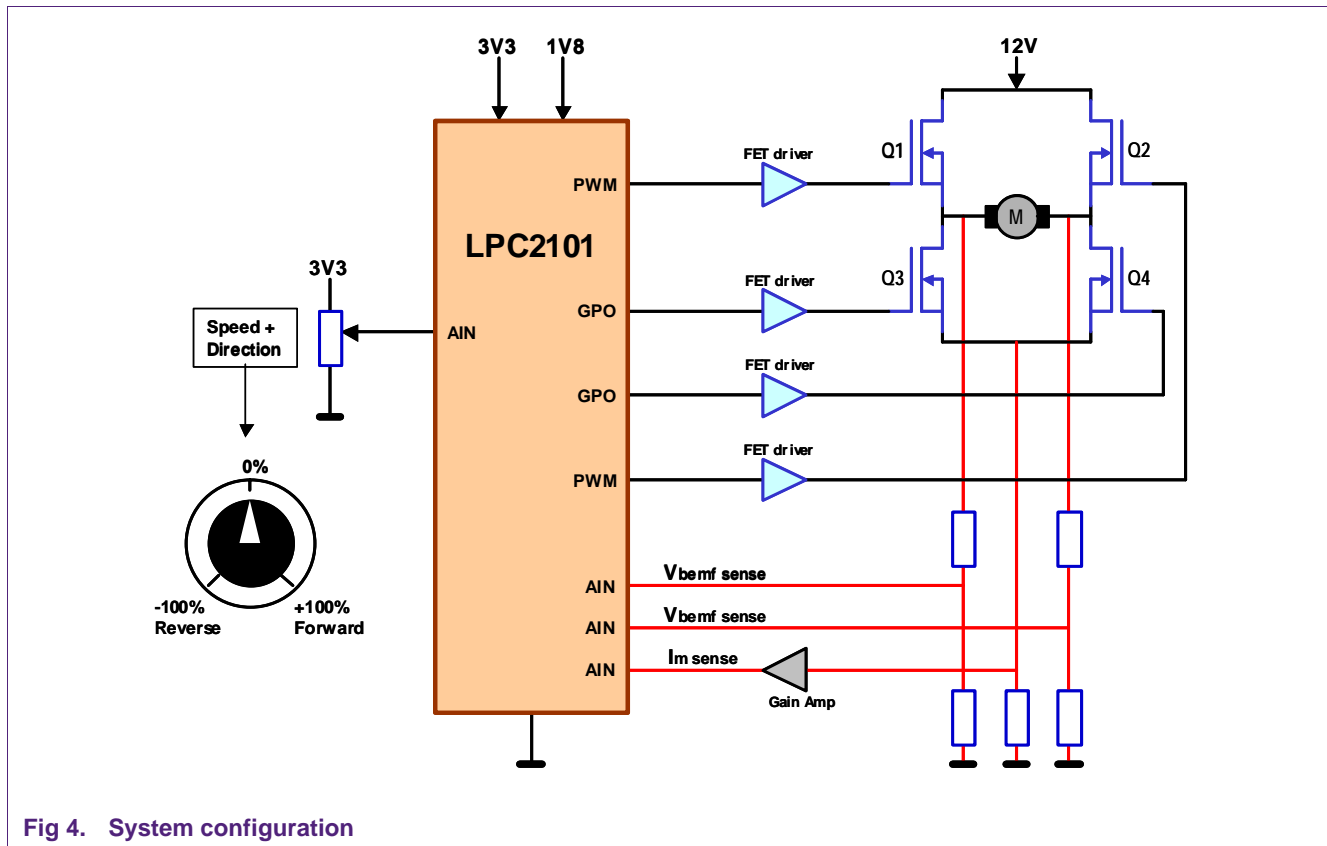 3V3 1V8
12V
FET driver
Q1
Q2
PWM
M
LPC2101
3V3
FET driver
Q3
Q4
Speed +
Direction
AIN
GPO
FET driver
GPO
FET driver
0%
PWM
-100%
Reverse
+100%
Forward
AIN
Vbemf sense
AIN
Vbemf sense
AIN
Im sense
Gain Amp
Fig 4. System configuration